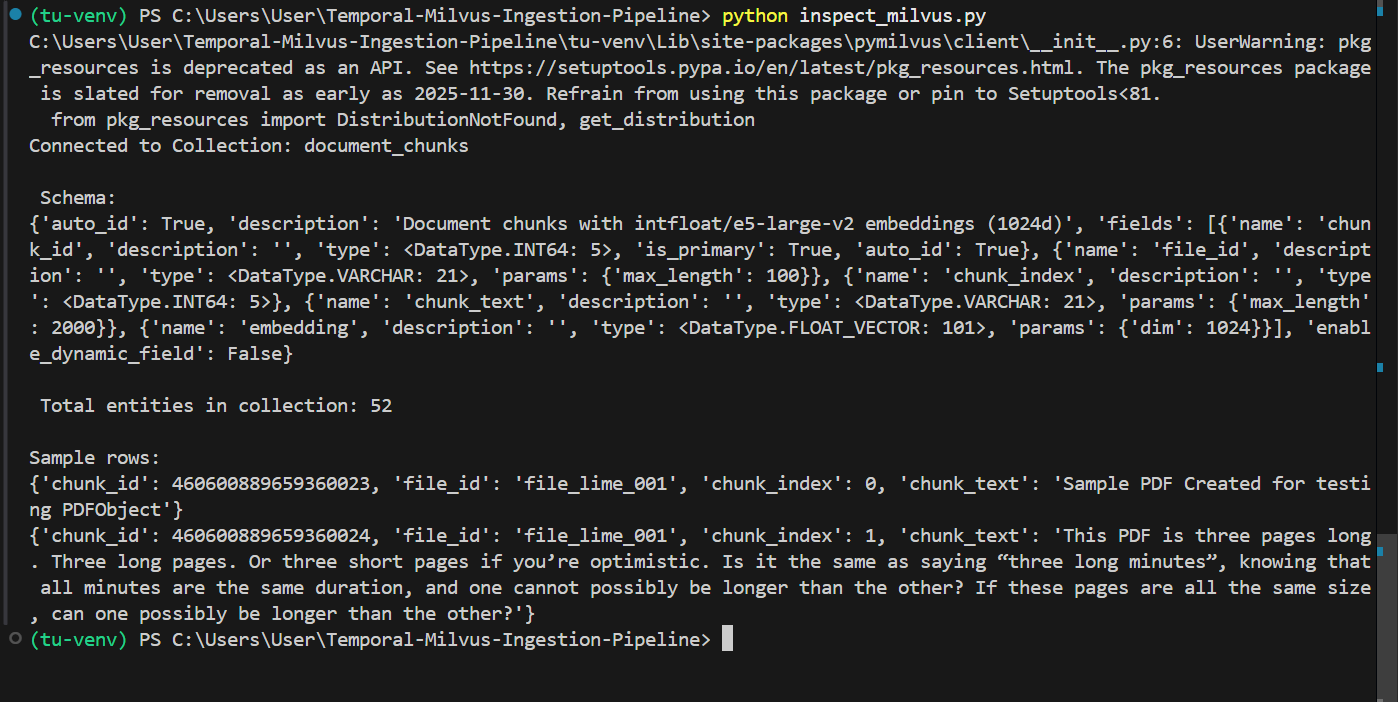 (tu-venv) PS C:\Users\User\Temporal-Milvus-Ingestion-Pipeline> python inspect_milvus.py
C:\Users\User\Temporal-Milvus-Ingestion-Pipeline\tu-venv\Lib\site-packages\pymilvus\client\__init__.py:6: UserWarning: pkg
_resources is deprecated as an API. See https://setuptools.pypa.io/en/latest/pkg_resources.html. The pkg_resources package
 is slated for removal as early as 2025-11-30. Refrain from using this package or pin to Setuptools<81.
  from pkg_resources import DistributionNotFound, get_distribution
Connected to Collection: document_chunks

 Schema:
{'auto_id': True, 'description': 'Document chunks with intfloat/e5-large-v2 embeddings (1024d)', 'fields': [{'name': 'chun
k_id', 'description': '', 'type': <DataType.INT64: 5>, 'is_primary': True, 'auto_id': True}, {'name': 'file_id', 'descript
ion': '', 'type': <DataType.VARCHAR: 21>, 'params': {'max_length': 100}}, {'name': 'chunk_index', 'description': '', 'type
': <DataType.INT64: 5>}, {'name': 'chunk_text', 'description': '', 'type': <DataType.VARCHAR: 21>, 'params': {'max_length'
: 2000}}, {'name': 'embedding', 'description': '', 'type': <DataType.FLOAT_VECTOR: 101>, 'params': {'dim': 1024}}], 'enabl
e_dynamic_field': False}

 Total entities in collection: 52

Sample rows:
{'chunk_id': 460600889659360023, 'file_id': 'file_lime_001', 'chunk_index': 0, 'chunk_text': 'Sample PDF Created for testi
ng PDFObject'}
{'chunk_id': 460600889659360024, 'file_id': 'file_lime_001', 'chunk_index': 1, 'chunk_text': 'This PDF is three pages long
. Three long pages. Or three short pages if you’re optimistic. Is it the same as saying “three long minutes”, knowing that
 all minutes are the same duration, and one cannot possibly be longer than the other? If these pages are all the same size
, can one possibly be longer than the other?'}
(tu-venv) PS C:\Users\User\Temporal-Milvus-Ingestion-Pipeline>